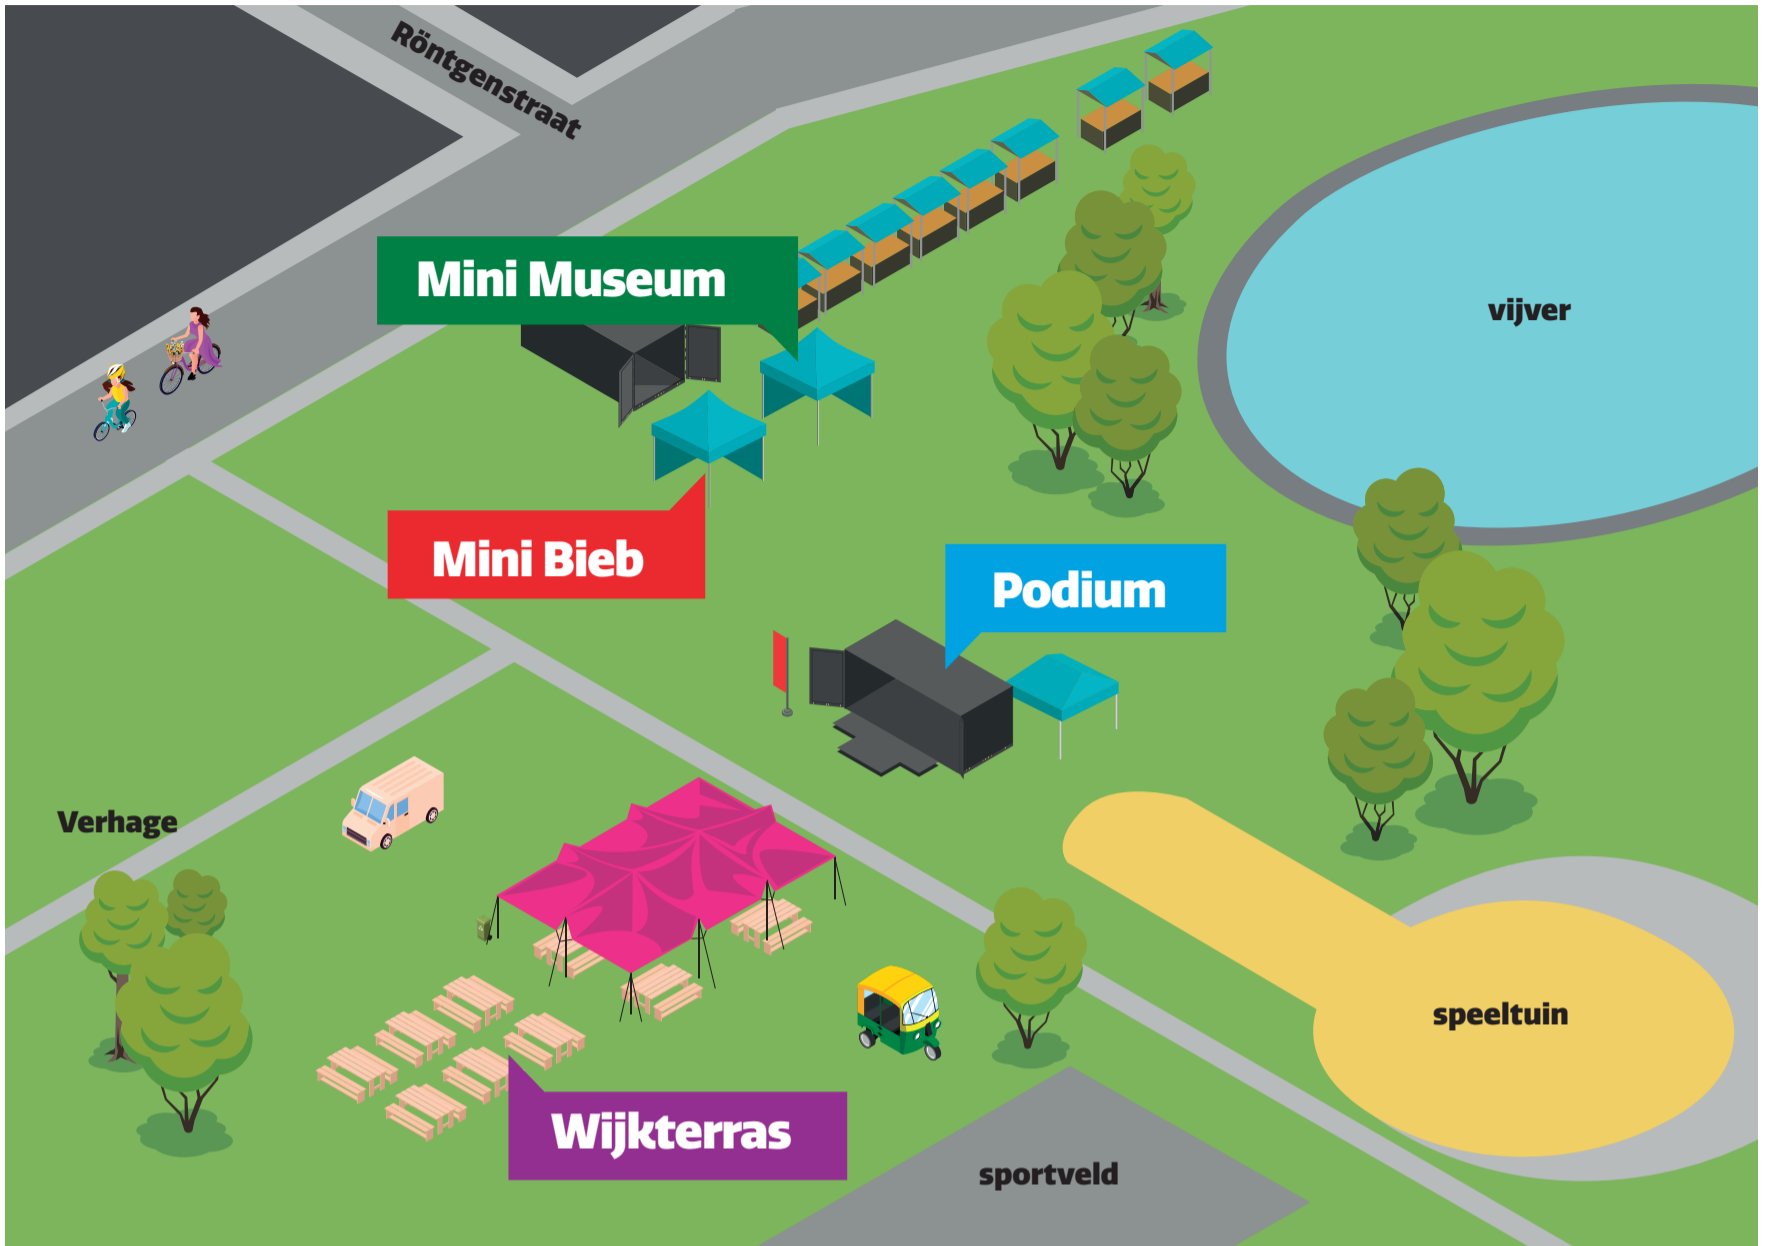 Röntgenstraat
Mini Museum
vijver
Mini Bieb
Podium
Verhage
speeltuin
Wijkterras
sportveld